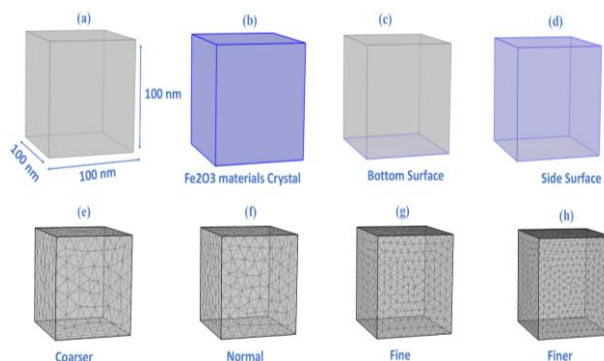 (a)
(b)
(c)
(d)
100 nm
100 nm
100 nm
Fe2O3 materials Crystal
Bottom Surface
Side Surface
(e)
(f)
(g)
(h)
Coarser
Normal
Fine
Finer